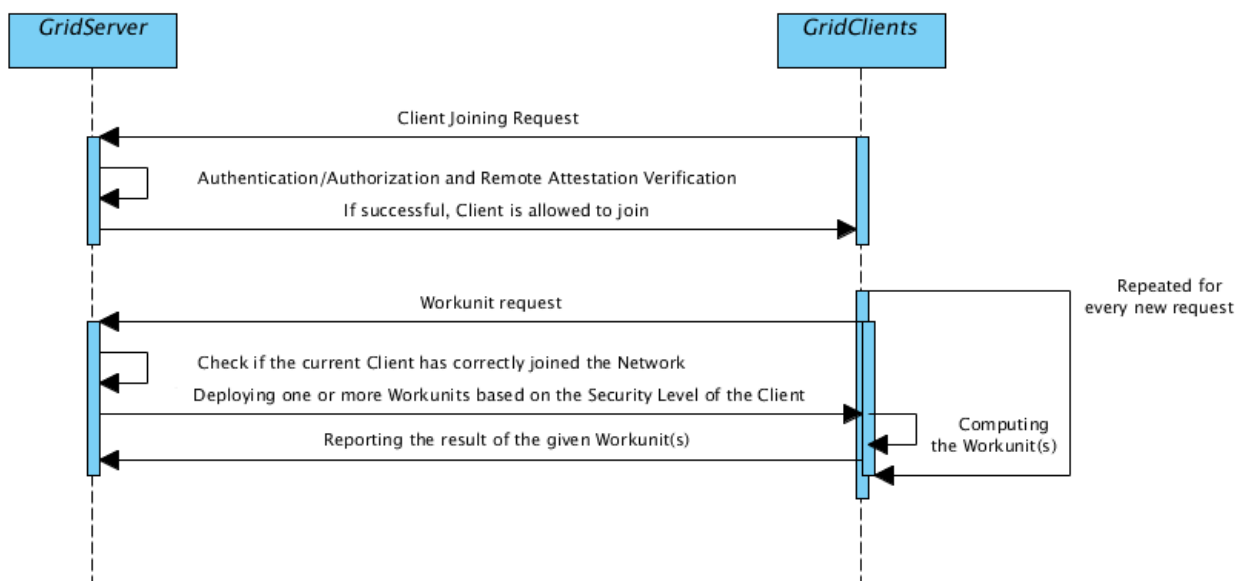 GridServer
GridClients
Client Joining Request
Authentication/Authorization and Remote Attestation Verification
If successful, Client is allowed to join
Repeated for
every new request
Workunit request
Check if the current Client has correctly joined the Network
Deploying one or more Workunits based on the Security Level of the Client
Computing
the Workunit(s)
Reporting the result of the given Workunit(s)